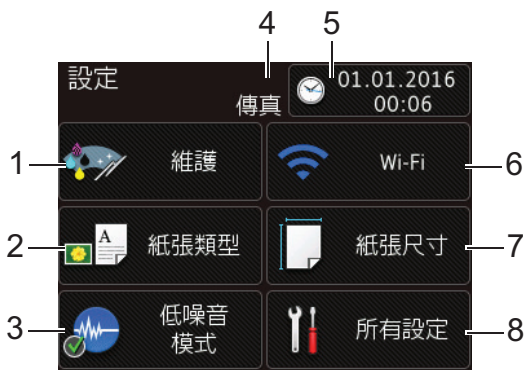 4 5
設定
傳真
01.01.2016
00:06
1 維護
Wi-Fi 6
2 A 紙張類型
紙張尺寸 7
3 低噪音
模式
所有設定 8